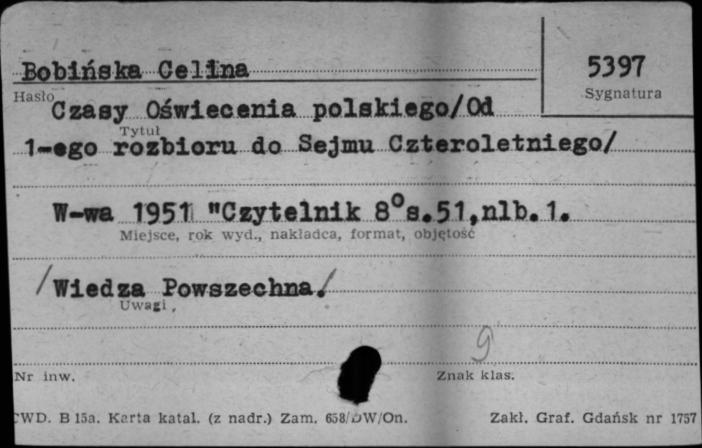 Bobińska Celina
5397
Hasło
Sygnatura
Czasy Oświecenia polskiego/Od
Tytuł
1-ego rozbioru do Sejmu Czteroletniego/
W-wa 1951 "Czytelnik 8° s.51,nlb.1.
Miejsce, rok wyd., nakładca, format, objętość
/Wiedza Powszechna./
Uwagi
9
Nr inw.
Znak klas.
WD. B 15a. Karta katal. (z nadr.) Zam. 658/DW/On.
Zakł. Graf. Gdańsk nr 1757